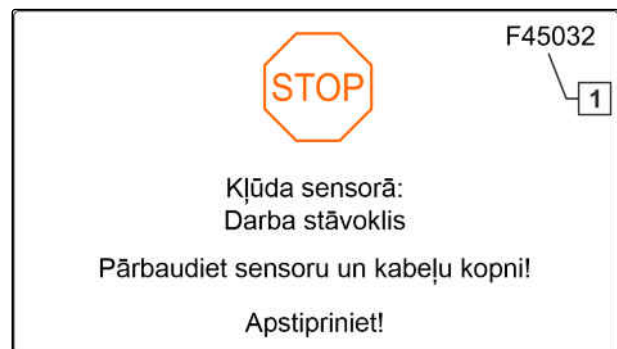 F45032
STOP
1
Kļūda sensorā:
Darba stāvoklis
Pārbaudiet sensoru un kabeļu kopni!
Apstipriniet!